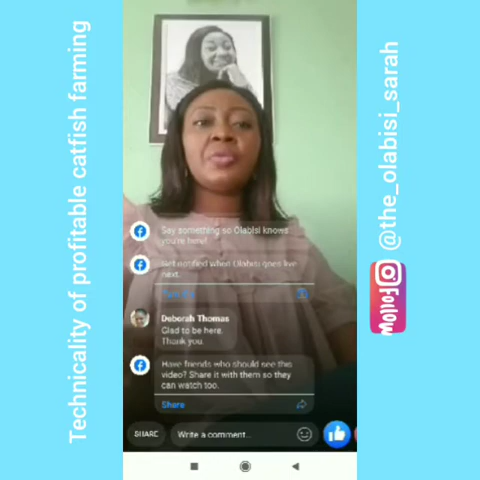 Technicality of profitable catfish farming
Say something so Olabisi knows
you're here!
Get notified when Olabisi goes live
next.
Deborah Thomas
Glad to be here.
Thank you
Have friends who should see this
video? Share it with them so they
can watch too.
Share
SHARE
Write a comment...
@the_olabisi_sarah
Follow